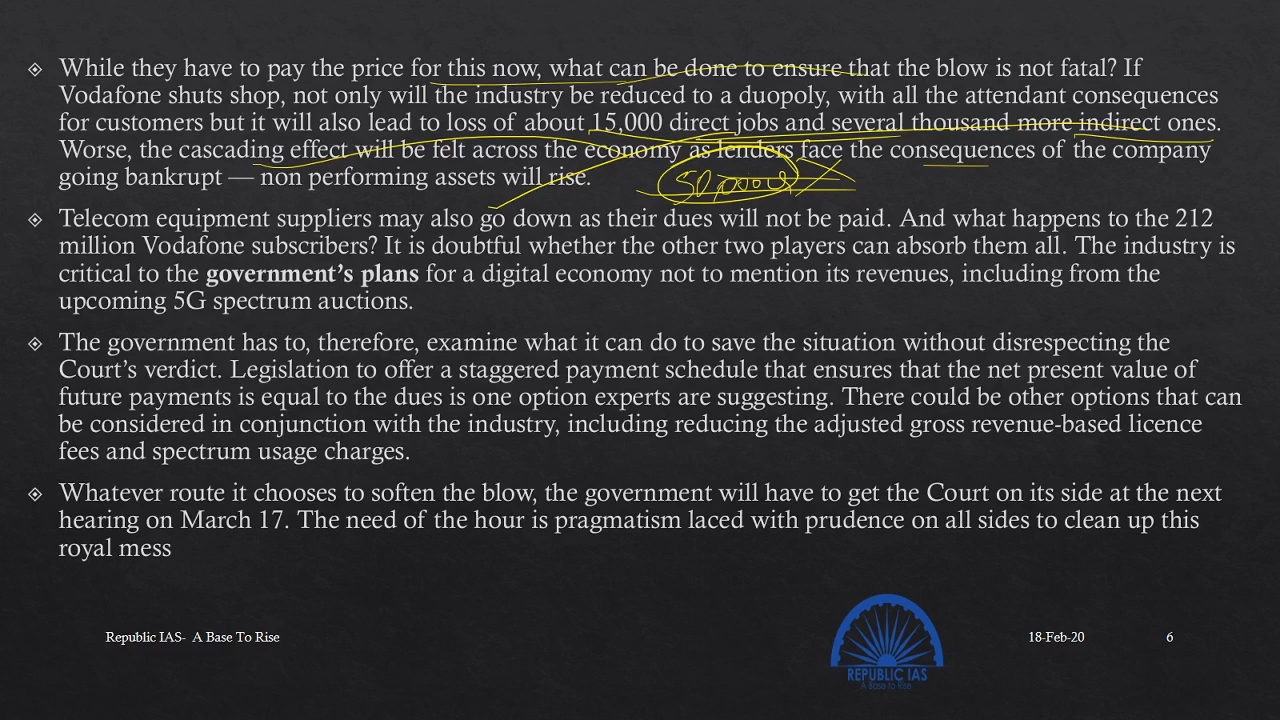 While they have to pay the price for this now, what can be done to ensure that the blow is not fatal? If
Vodafone shuts shop, not only will the industry be reduced to a duopoly, with all the attendant consequences
for customers but it will also lead to loss of about 15,000 direct jobs and several thousand more indirect ones.
Worse, the cascading effect will be felt across the economy as lenders face the consequences of the company
going bankrupt — non performing assets will rise.
Telecom equipment suppliers may also go down as their dues will not be paid. And what happens to the 212
million Vodafone subscribers? It is doubtful whether the other two players can absorb them all. The industry is
critical to the government’s plans for a digital economy not to mention its revenues, including from the
upcoming 5G spectrum auctions.
The government has to, therefore, examine what it can do to save the situation without disrespecting the
Court’s verdict. Legislation to offer a staggered payment schedule that ensures that the net present value of
future payments is equal to the dues is one option experts are suggesting. There could be other options that can
be considered in conjunction with the industry, including reducing the adjusted gross revenue-based licence
fees and spectrum usage charges.
Whatever route it chooses to soften the blow, the government will have to get the Court on its side at the next
hearing on March 17. The need of the hour is pragmatism laced with prudence on all sides to clean up this
royal mess
Republic IAS- A Base To Rise
REPUBLIC IAS
A Base to Rise
18-Feb-20
6